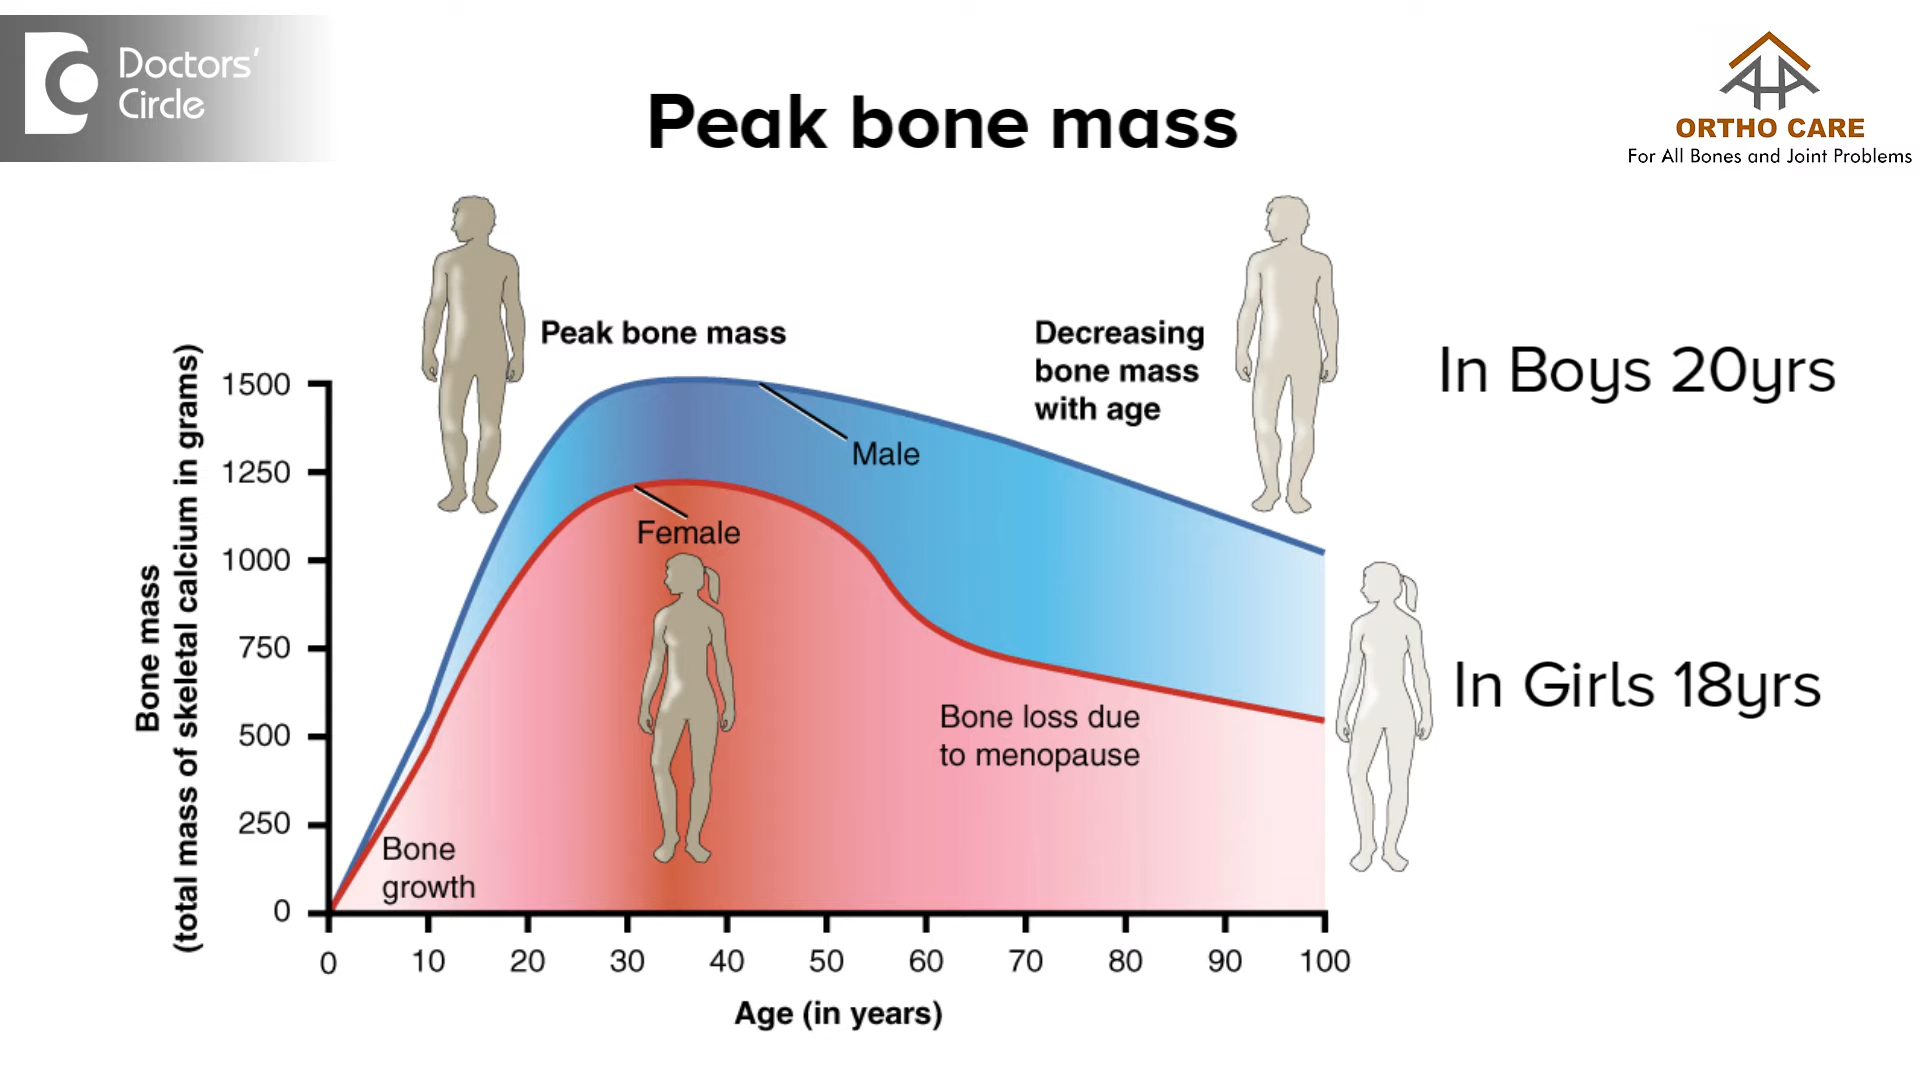 Doctors'
Circle
Peak bone mass
ORTHO CARE
For All Bones and Joint Problems
Peak bone mass
Decreasing
bone mass
with age
In Boys 20yrs
Male
Female
In Girls 18yrs
Bone loss due
to menopause
Bone
growth
Bone mass
(total mass of skeletal calcium in grams)
1500
1250
1000
750
500
250
0
0 10 20 30 40 50 60 70 80 90 100
Age (in years)